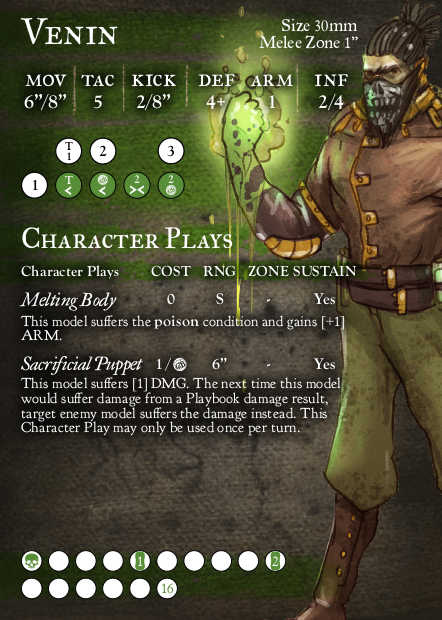 Venin
Size 30mm
Melee Zone 1"
MOV TAC KICK DEF ARM INF
6"/8" 5 2/8" 4+ 1 2/4
T 1 2 3
1 T < < 2 >< 2
Character Plays
Character Plays COST RNG ZONE SUSTAIN
Melting Body 0 S - Yes
This model suffers the poison condition and gains [+1]
ARM.
Sacrificial Puppet 1/ 6" - Yes
This model suffers [1] DMG. The next time this model
would suffer damage from a Playbook damage result,
target enemy model suffers the damage instead. This
Character Play may only be used once per turn.
1 2
16